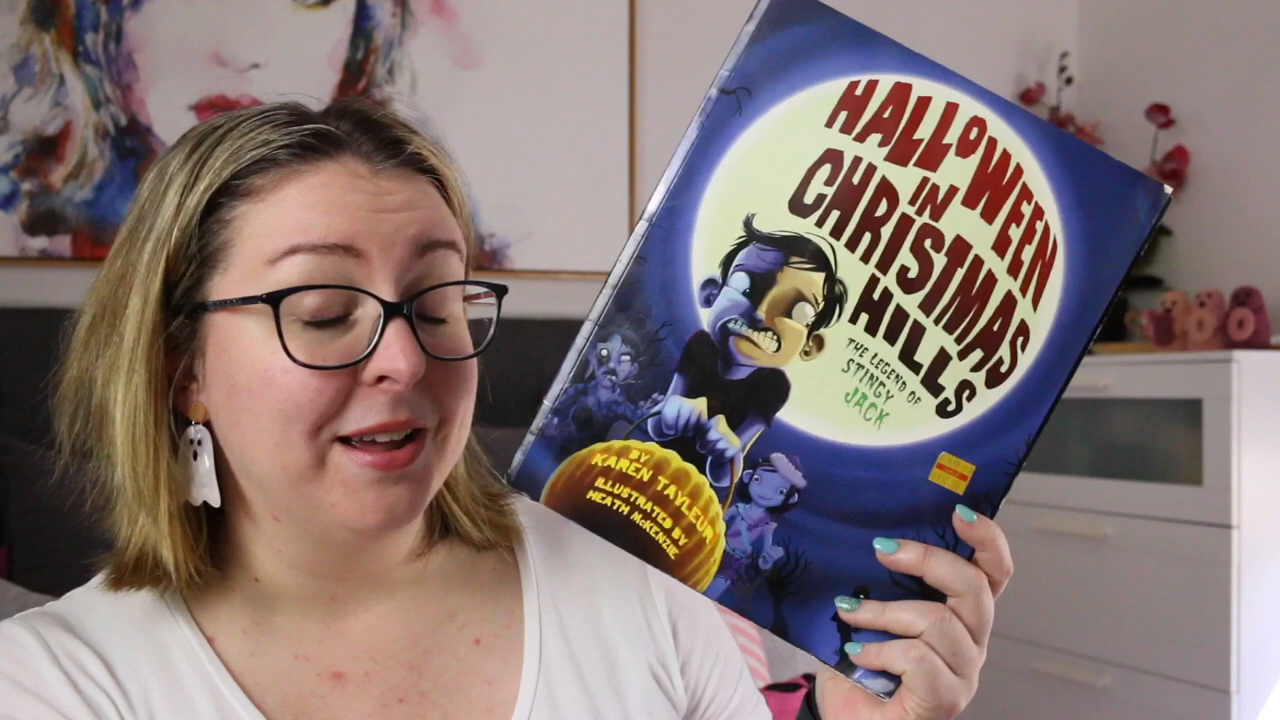 HALLOWEEN
IN
CHRISTMAS
HILLS
THE LEGEND OF
STINGY
JACK
BY
KAREN TAYLEUR
ILLUSTRATED BY
HEATH McKENZIE